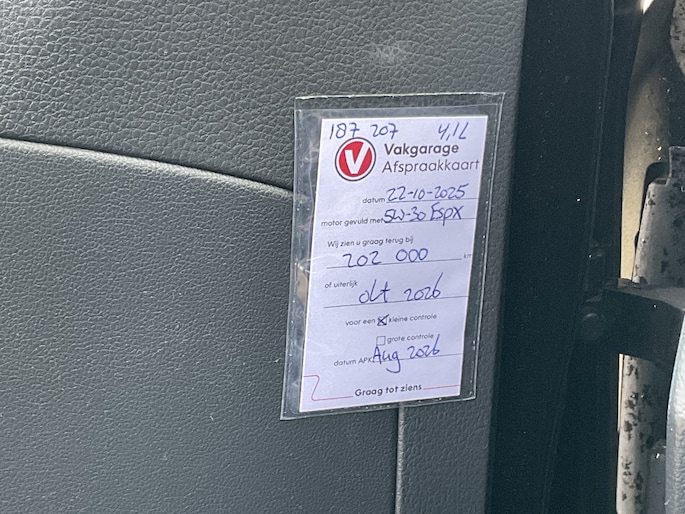 187 207 4,1L
V Vakgarage
Afspraakkaart
datum 22-10-2025
motor gevuld met 5W-30 Espx
Wij zien u graag terug bij
202 000 km
of uiterlijk
okt 2026
voor een kleine controle
grote controle
datum APK Aug 2026
Graag tot ziens